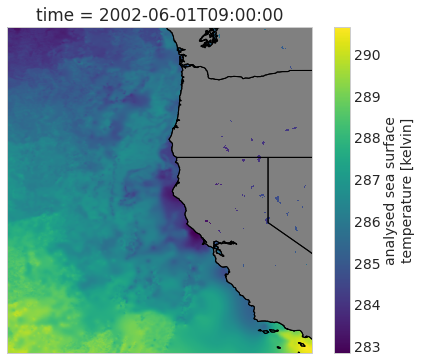 time = 2002-06-01T09:00:00
290
289
288
287
286
285
284
283
analysed sea surface
temperature [kelvin]